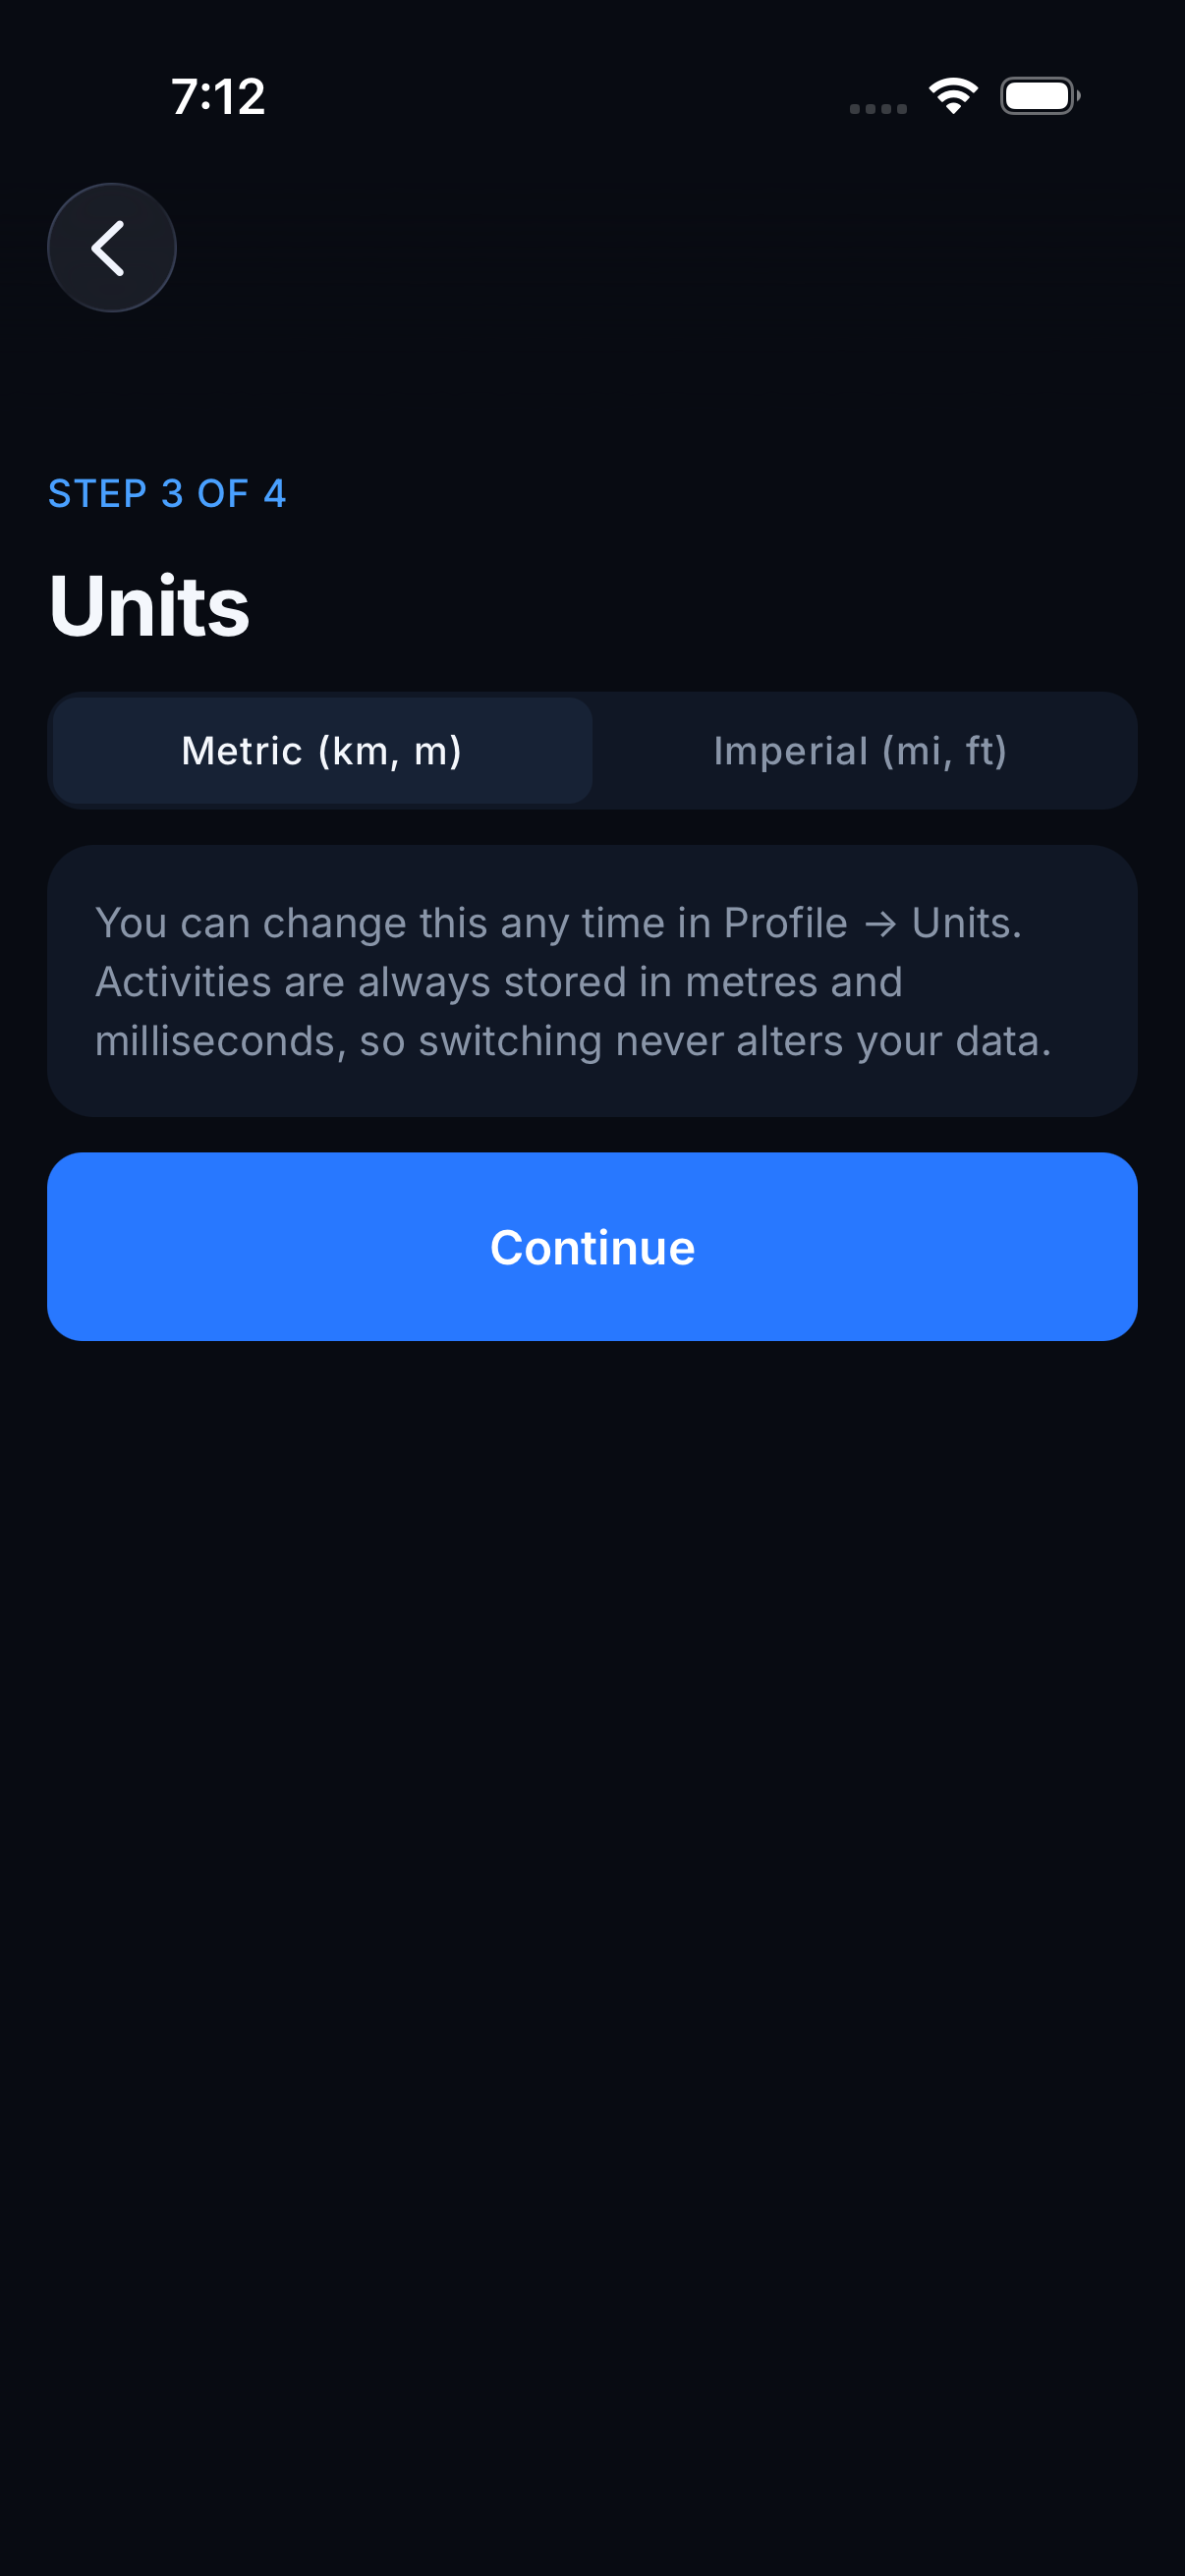 7:12
STEP 3 OF 4
Units
Metric (km, m)
Imperial (mi, ft)
You can change this any time in Profile → Units.
Activities are always stored in metres and
milliseconds, so switching never alters your data.
Continue